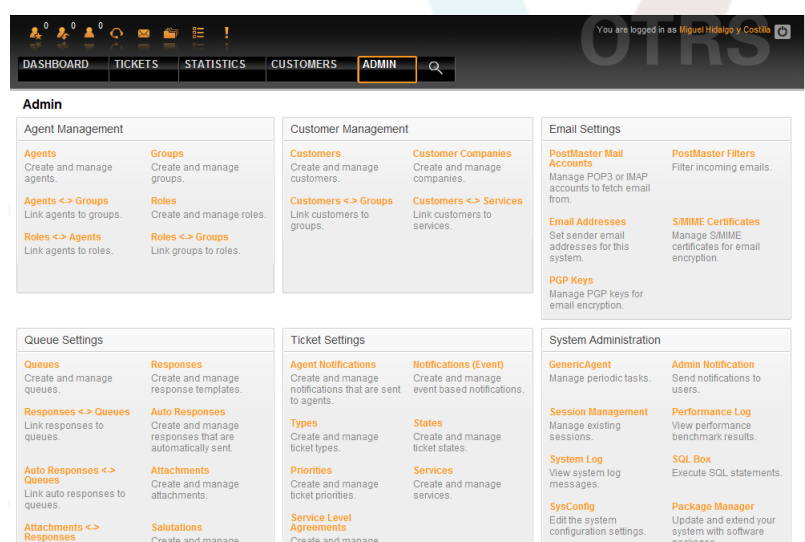 0 0 0
OTRS
You are logged in as Miguel Hidalgo y Costilla
DASHBOARD TICKETS STATISTICS CUSTOMERS ADMIN
Admin
Agent Management
Agents
Create and manage
agents.
Groups
Create and manage
groups.
Agents <-> Groups
Link agents to groups.
Roles
Create and manage roles.
Roles <-> Agents
Link agents to roles.
Roles <-> Groups
Link groups to roles.
Customer Management
Customers
Create and manage
customers.
Customer Companies
Create and manage
companies.
Customers <-> Groups
Link customers to
groups.
Customers <-> Services
Link customers to
services.
Email Settings
PostMaster Mail
Accounts
Manage POP3 or IMAP
accounts to fetch email
from.
PostMaster Filters
Filter incoming emails.
Email Addresses
Set sender email
addresses for this
system.
S/MIME Certificates
Manage S/MIME
certificates for email
encryption.
PGP Keys
Manage PGP keys for
email encryption.
Queue Settings
Queues
Create and manage
queues.
Responses
Create and manage
response templates.
Responses <-> Queues
Link responses to
queues.
Auto Responses
Create and manage
responses that are
automatically sent.
Auto Responses <->
Queues
Link auto responses to
queues.
Attachments
Create and manage
attachments.
Attachments <->
Responses
Salutations
Create and manage
Ticket Settings
Agent Notifications
Create and manage
notifications that are sent
to agents.
Notifications (Event)
Create and manage
event based notifications.
Types
Create and manage
ticket types.
States
Create and manage
ticket states.
Priorities
Create and manage
ticket priorities.
Services
Create and manage
services.
Service Level
Agreements
Create and manage
System Administration
GenericAgent
Manage periodic tasks.
Admin Notification
Send notifications to
users.
Session Management
Manage existing
sessions.
Performance Log
View performance
benchmark results.
System Log
View system log
messages.
SQL Box
Execute SQL statements.
SysConfig
Edit the system
configuration settings.
Package Manager
Update and extend your
system with software
packages.